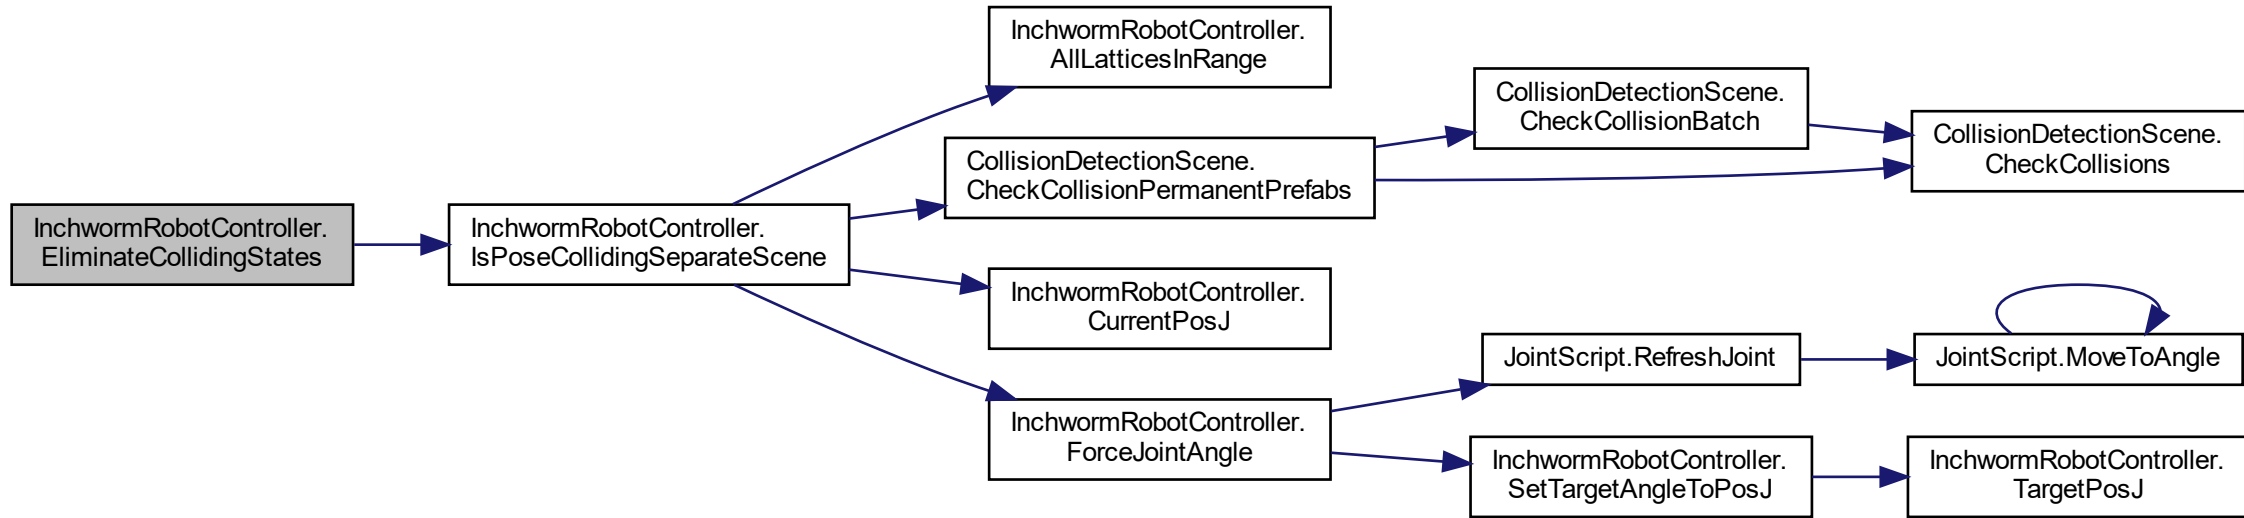 InchwormRobotController.
EliminateCollidingStates
InchwormRobotController.
IsPoseCollidingSeparateScene
InchwormRobotController.
AllLatticesInRange
CollisionDetectionScene.
CheckCollisionPermanentPrefabs
CollisionDetectionScene.
CheckCollisionBatch
CollisionDetectionScene.
CheckCollisions
InchwormRobotController.
CurrentPosJ
InchwormRobotController.
ForceJointAngle
JointScript.RefreshJoint
JointScript.MoveToAngle
InchwormRobotController.
SetTargetAngleToPosJ
InchwormRobotController.
TargetPosJ